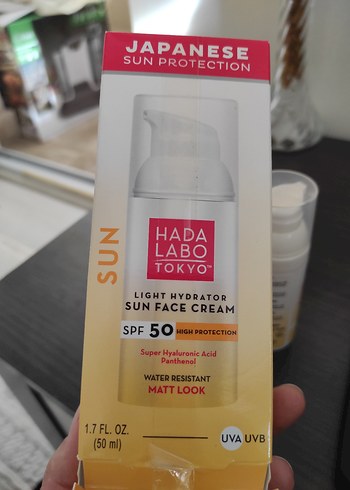 JAPANESE
SUN PROTECTION
SUN
HADA
LABO
TOKYO™
LIGHT HYDRATOR
SUN FACE CREAM
SPF 50 HIGH PROTECTION
Super Hyaluronic Acid
Panthenol
WATER RESISTANT
MATT LOOK
1.7 FL. OZ.
(50 ml)
UVA UVB